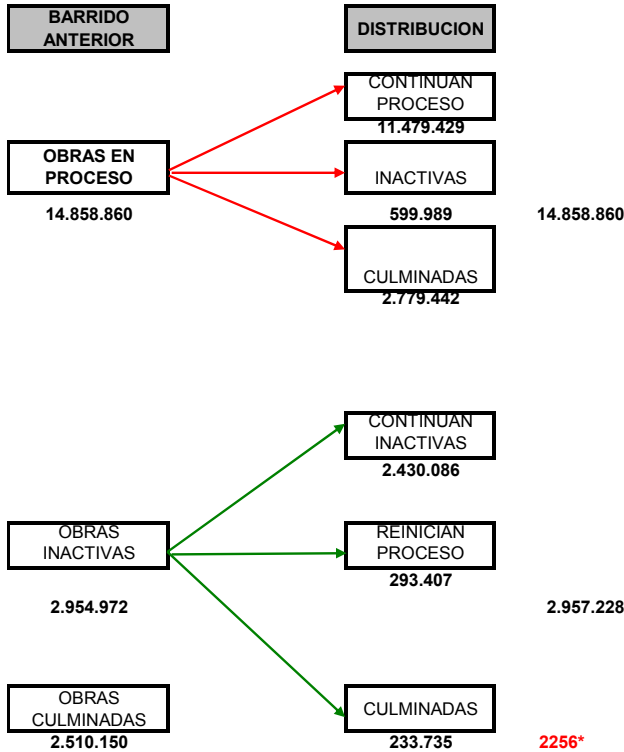 BARRIDO
ANTERIOR
DISTRIBUCION
CONTINUAN
PROCESO
11.479.429
OBRAS EN
PROCESO
INACTIVAS
14.858.860
599.989
14.858.860
CULMINADAS
2.779.442
CONTINUAN
INACTIVAS
2.430.086
OBRAS
INACTIVAS
REINICIAN
PROCESO
293.407
2.954.972
2.957.228
OBRAS
CULMINADAS
CULMINADAS
2.510.150
233.735
2256*